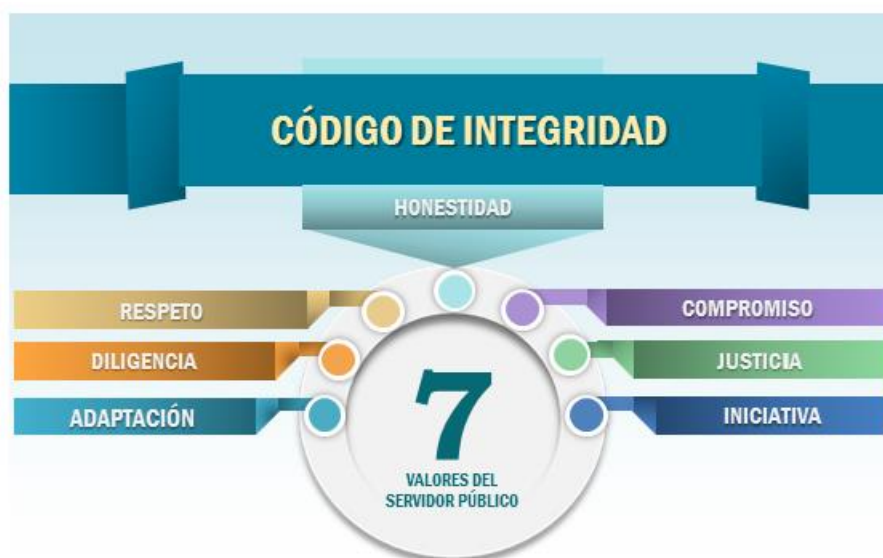 CÓDIGO DE INTEGRIDAD
HONESTIDAD
RESPETO
COMPROMISO
DILIGENCIA
JUSTICIA
ADAPTACIÓN
INICIATIVA
7
VALORES DEL
SERVIDOR PÚBLICO